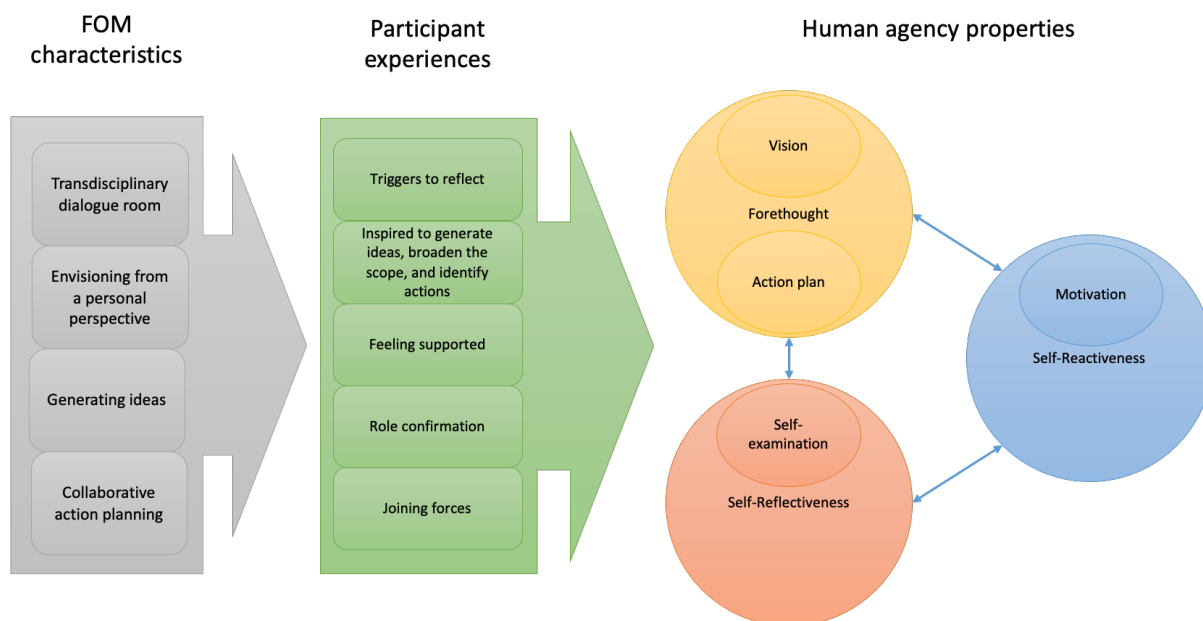 FOM
characteristics
Participant
experiences
Human agency properties
Transdisciplinary
dialogue room
Envisioning from
a personal
perspective
Generating ideas
Collaborative
action planning
Triggers to reflect
Inspired to generate
ideas, broaden the
scope, and identify
actions
Feeling supported
Role confirmation
Joining forces
Vision
Forethought
Action plan
Motivation
Self-Reactiveness
Self-
examination
Self-Reflectiveness